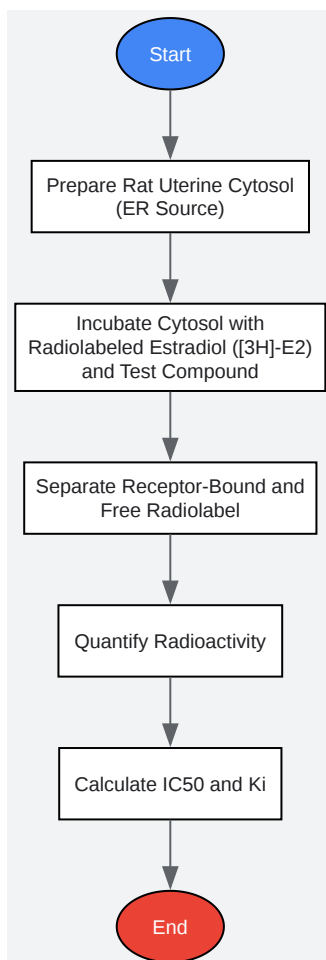 Start
Prepare Rat Uterine Cytosol
(ER Source)
Incubate Cytosol with
Radiolabeled Estradiol ([3H]-E2)
and Test Compound
Separate Receptor-Bound and
Free Radiolabel
Quantify Radioactivity
Calculate IC50 and Ki
End